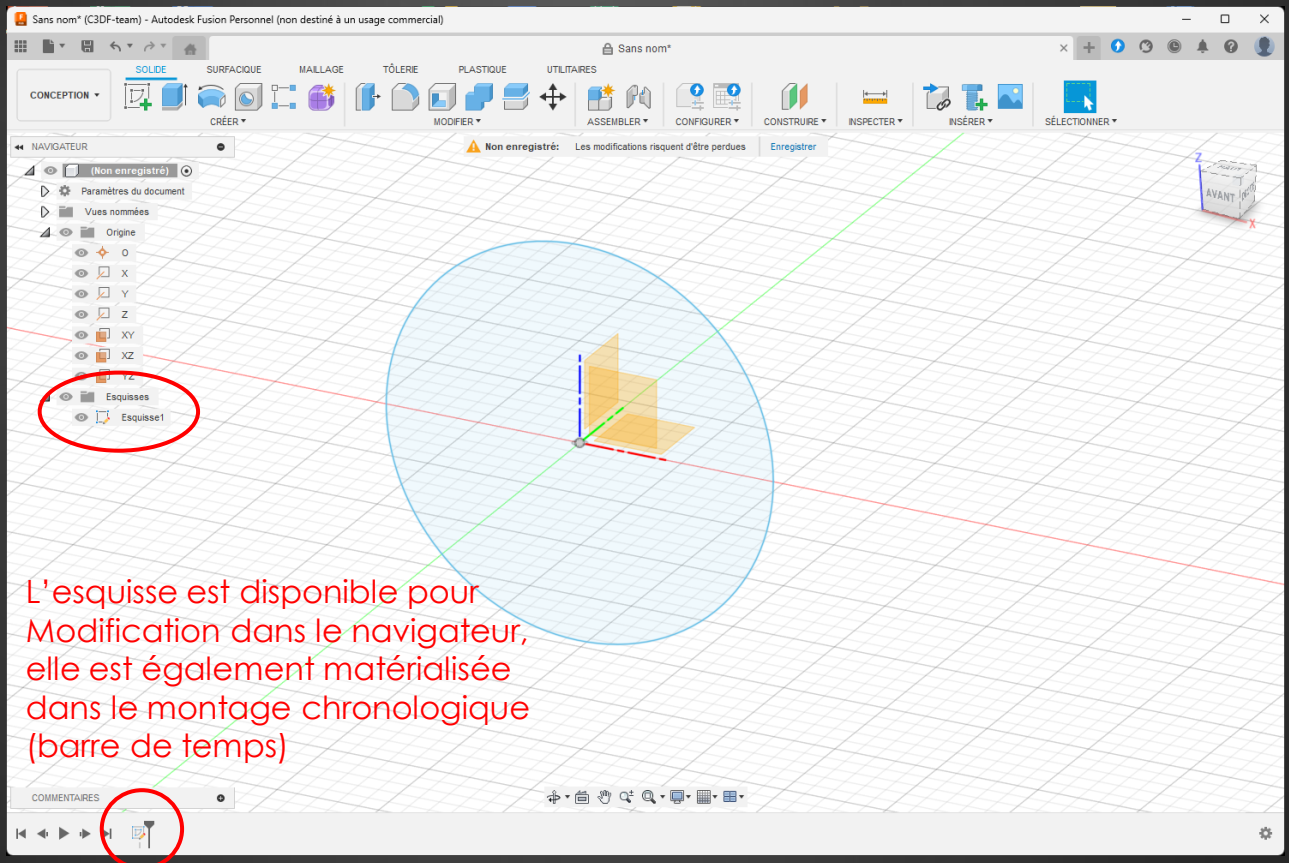 Sans nom* (C3DF-team) - Autodesk Fusion Personnel (non destiné à un usage commercial)
Sans nom*
SOLIDE SURFACIQUE MAILLAGE TÔLERIE PLASTIQUE UTILITAIRES
CONCEPTION
CRÉER MODIFIER ASSEMBLER CONFIGURER CONSTRUIRE INSPECTER INSÉRER SÉLECTIONNER
NAVIGATEUR
Non enregistré: Les modifications risquent d'être perdues Enregistrer
(Non enregistré)
Paramètres du document
Vues nommées
Origine
O
X
Y
Z
XY
XZ
YZ
Esquisses
Esquisse1
Z
AVANT
X
L'esquisse est disponible pour
Modification dans le navigateur,
elle est également matérialisée
dans le montage chronologique
(barre de temps)
COMMENTAIRES